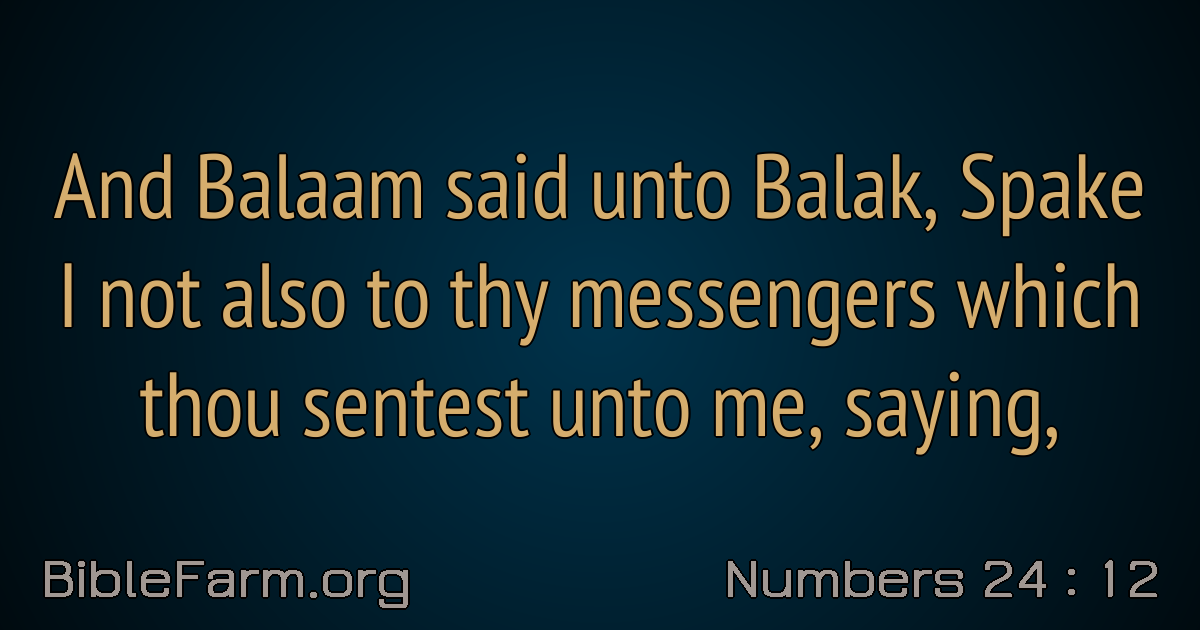 And Balaam said unto Balak, Spake
I not also to thy messengers which
thou sentest unto me, saying,
BibleFarm.org
Numbers 24 : 12